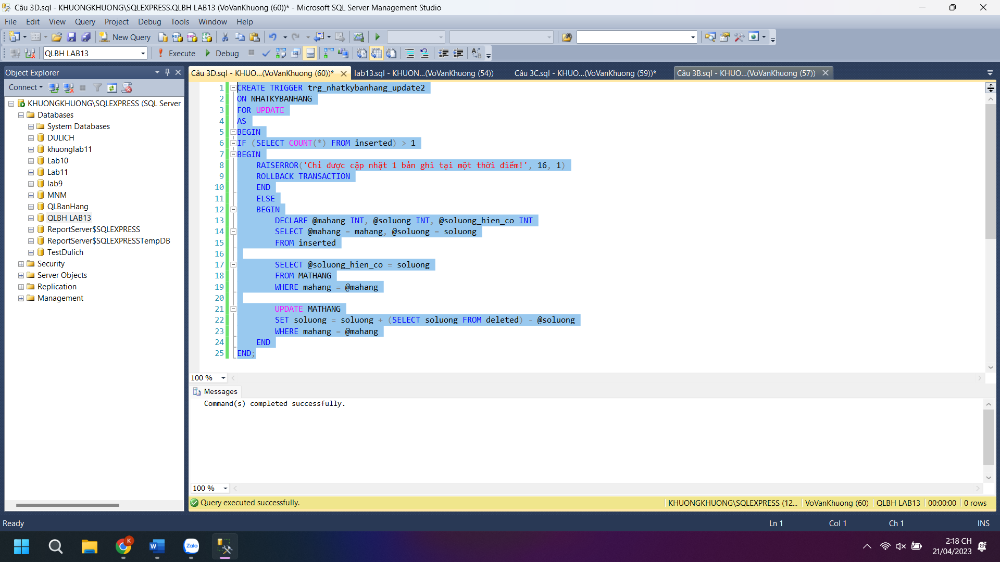 Câu 3D.sql - KHUONGKHUONG\SQLEXPRESS.QLBH LAB13 (VoVanKhuong (60))* - Microsoft SQL Server Management Studio
File Edit View Query Project Debug Tools Window Help
New Query
QLBH LAB13 Execute Debug
Object Explorer
Connect
KHUONGKHUONG\SQLEXPRESS (SQL Server
Databases
System Databases
DULICH
khuonglab11
Lab10
Lab11
lab9
MNM
QLBanHang
QLBH LAB13
ReportServer$SQLEXPRESS
ReportServer$SQLEXPRESSTempDB
TestDulich
Security
Server Objects
Replication
Management
Câu 3D.sql - KHUO...(VoVanKhuong (60))* lab13.sql - KHUON...(VoVanKhuong (54)) Câu 3C.sql - KHUO...(VoVanKhuong (59))* Câu 3B.sql - KHUO...(VoVanKhuong (57))
1 CREATE TRIGGER trg_nhatkybanhang_update2
2 ON NHATKYBANHANG
3 FOR UPDATE
4 AS
5 BEGIN
6 IF (SELECT COUNT(*) FROM inserted) > 1
7 BEGIN
8 RAISERROR('Chỉ được cập nhật 1 bản ghi tại một thời điểm!', 16, 1)
9 ROLLBACK TRANSACTION
10 END
11 ELSE
12 BEGIN
13 DECLARE @mahang INT, @soluong INT, @soluong_hien_co INT
14 SELECT @mahang = mahang, @soluong = soluong
15 FROM inserted
16
17 SELECT @soluong_hien_co = soluong
18 FROM MATHANG
19 WHERE mahang = @mahang
20
21 UPDATE MATHANG
22 SET soluong = soluong + (SELECT soluong FROM deleted) - @soluong
23 WHERE mahang = @mahang
24 END
25 END;
100 %
Messages
Command(s) completed successfully.
100 %
Query executed successfully. KHUONGKHUONG\SQLEXPRESS (12... VoVanKhuong (60) QLBH LAB13 00:00:00 0 rows
Ready Ln 1 Col 1 Ch 1 INS
K
Zalo
2:18 CH
21/04/2023